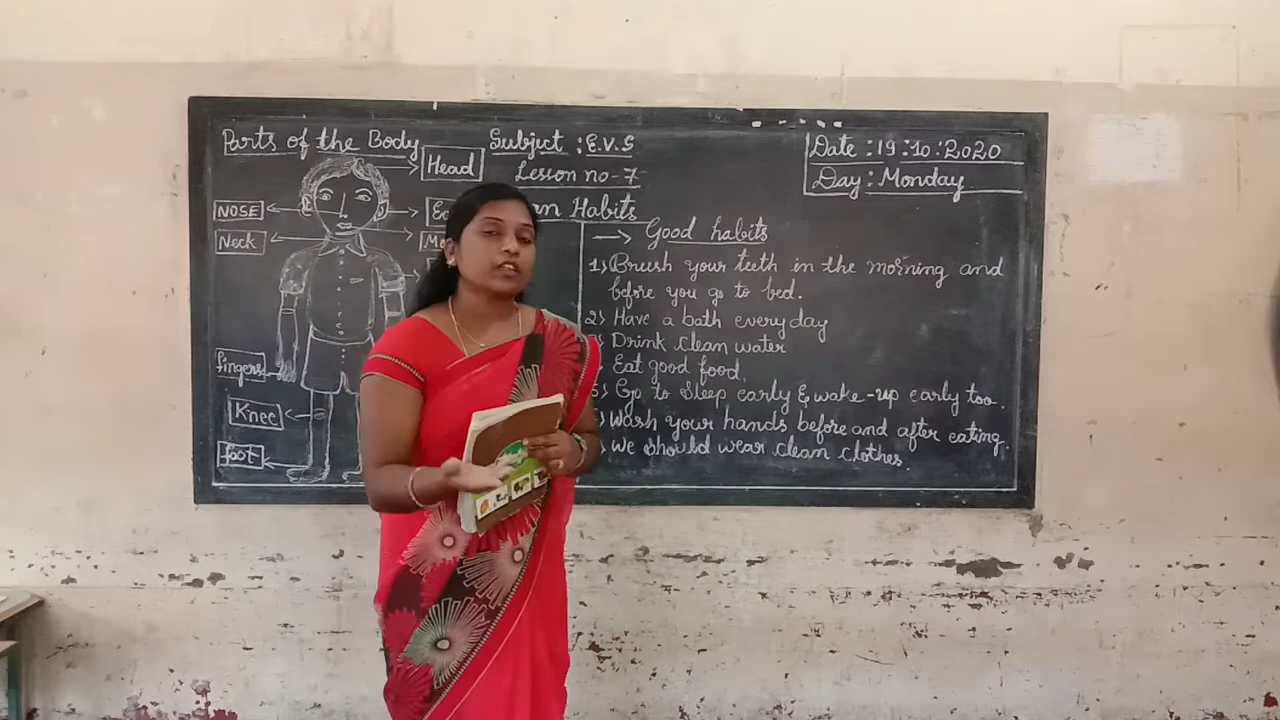 Parts of the Body
Head
NOSE
Neck
fingers
Knee
foot
Subject : E.V.S
Lesson no-7
Habits
Date : 19:10:2020
Day : Monday
→ Good habits
1) Brush your teeth in the morning and
before you go to bed.
2) Have a bath everyday
Drink clean water
Eat good food.
5) Go to sleep early & wake-up early too.
Wash your hands before and after eating.
We should wear clean clothes.